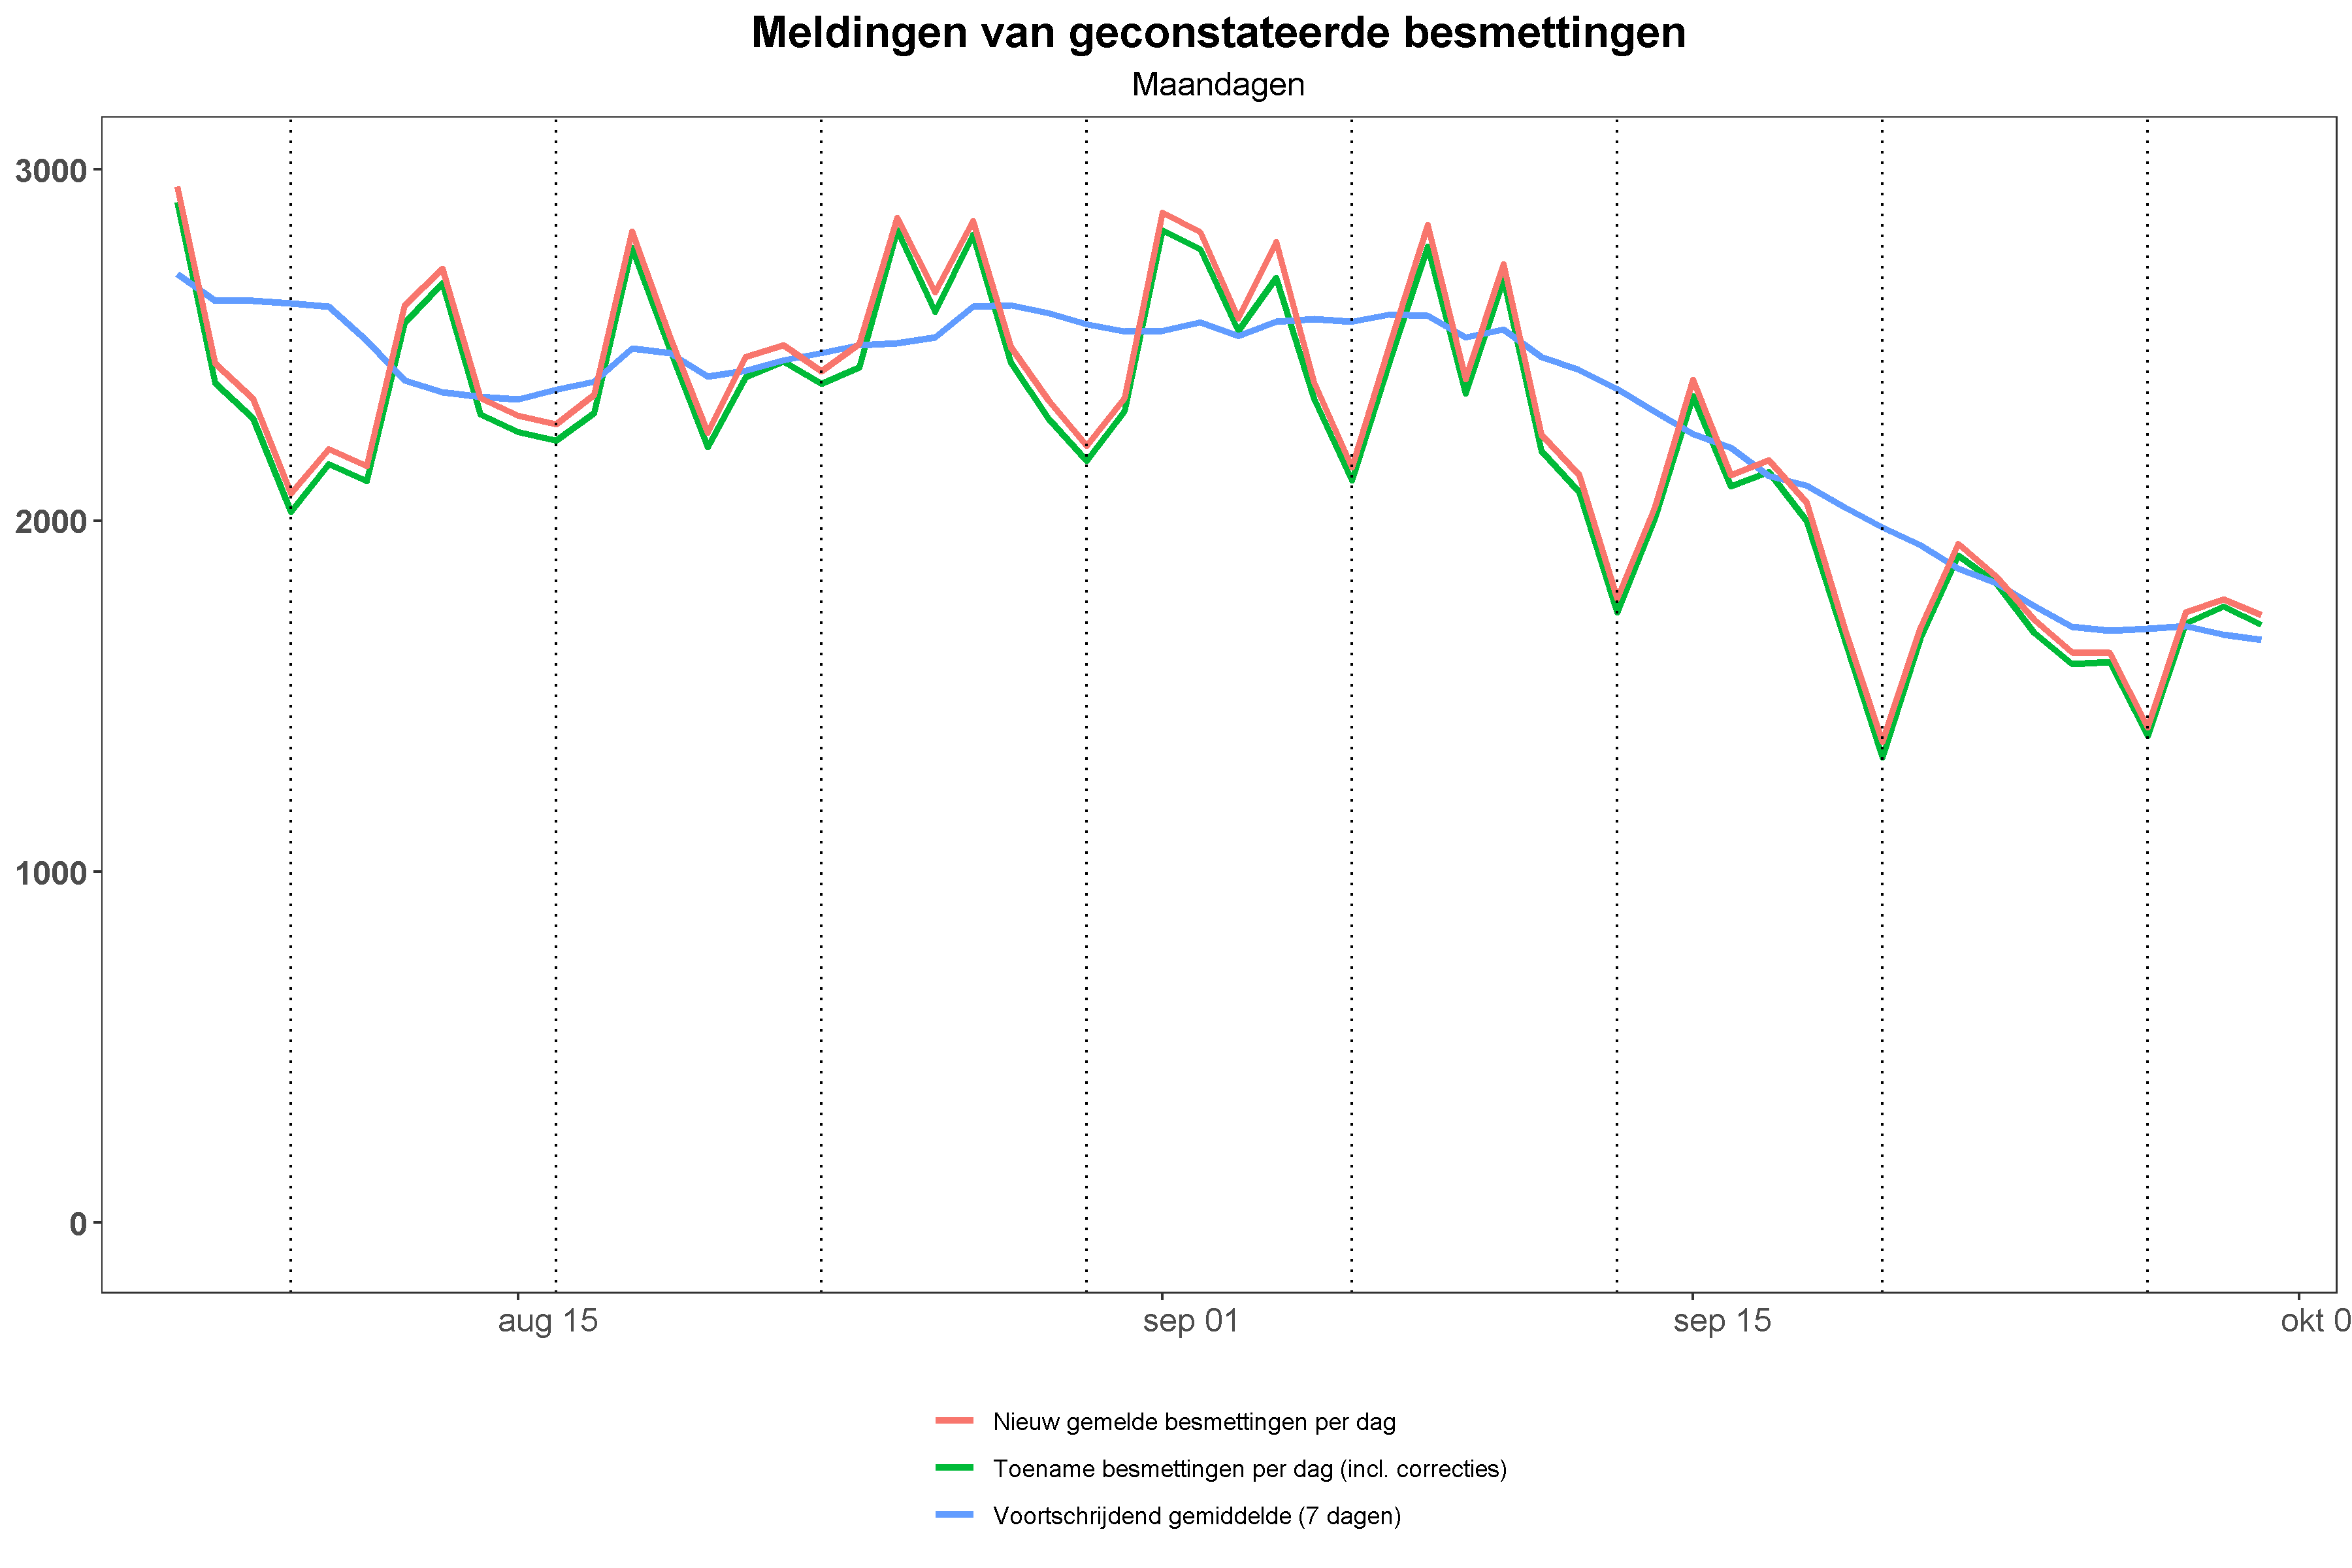 Meldingen van geconstateerde besmettingen
Maandagen
3000
2000
1000
0
aug 15
sep 01
sep 15
okt 0
Nieuw gemelde besmettingen per dag
Toename besmettingen per dag (incl. correcties)
Voortschrijdend gemiddelde (7 dagen)